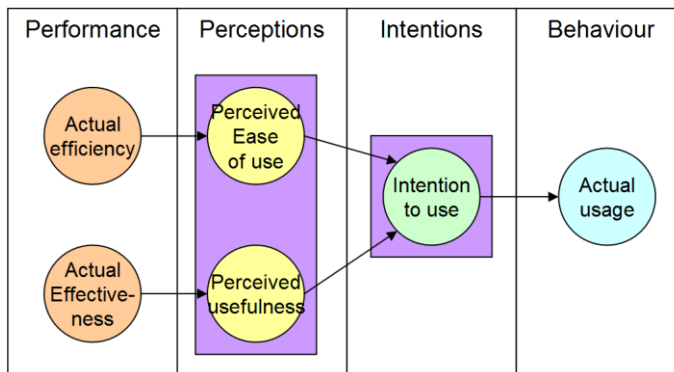 Performance
Perceptions
Intentions
Behaviour
Actual
efficiency
Perceived
Ease
of use
Intention
to use
Actual
usage
Actual
Effective-
ness
Perceived
usefulness